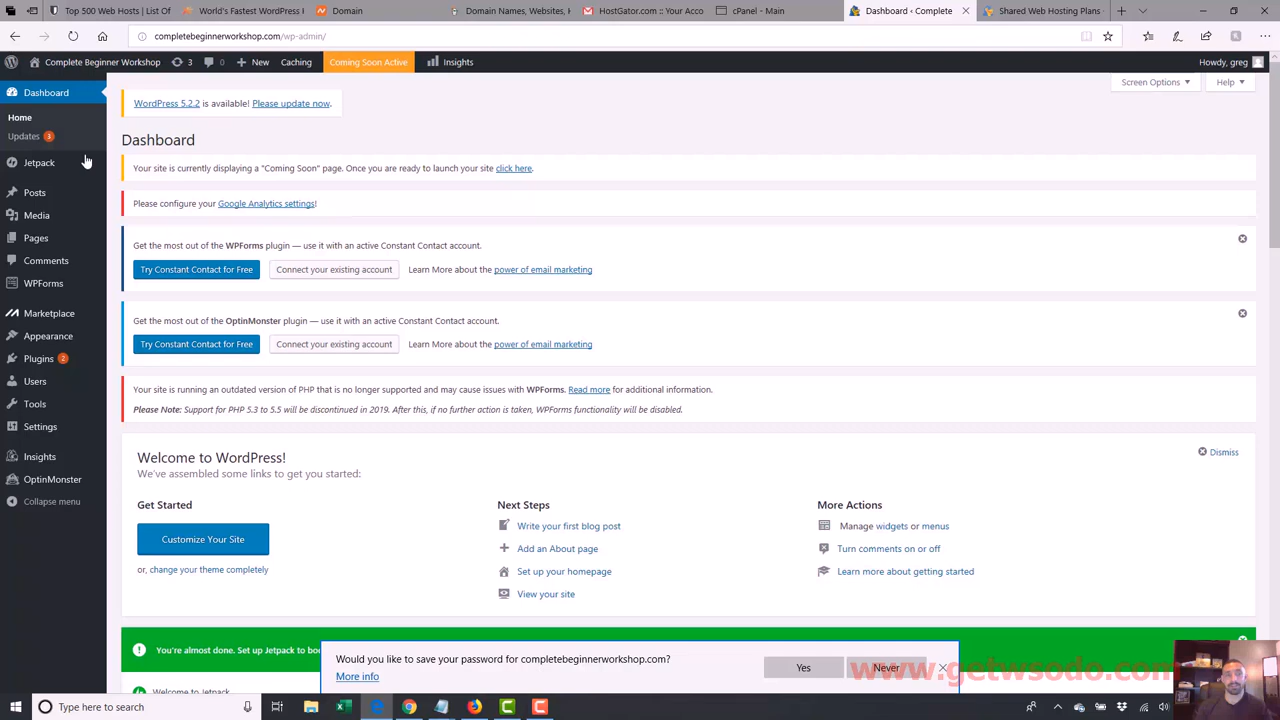 Top 500 Web Hosts | List Of
World's Fastest WordPress H
Domain
Domain Names, Websites, H
HostGator.com | Your Acco
cPanel - Main
Dashboard ‹ Complete
Shared Web Hosting Plans
completebeginnerworkshop.com/wp-admin/
Complete Beginner Workshop
3
0
New
Caching
Coming Soon Active
Insights
Howdy, greg
Dashboard
Home
Updates 3
Jetpack
Posts
Media
Pages
Comments
WPForms
Marketplace
Appearance
Plugins 2
Users
Tools
Settings
Insights
OptinMonster
Collapse menu
Screen Options
Help
WordPress 5.2.2 is available! Please update now.
Dashboard
Your site is currently displaying a "Coming Soon" page. Once you are ready to launch your site click here.
Please configure your Google Analytics settings!
Get the most out of the WPForms plugin — use it with an active Constant Contact account.
Try Constant Contact for Free
Connect your existing account
Learn More about the power of email marketing
Get the most out of the OptinMonster plugin — use it with an active Constant Contact account.
Try Constant Contact for Free
Connect your existing account
Learn More about the power of email marketing
Your site is running an outdated version of PHP that is no longer supported and may cause issues with WPForms. Read more for additional information.
Please Note: Support for PHP 5.3 to 5.5 will be discontinued in 2019. After this, if no further action is taken, WPForms functionality will be disabled.
Welcome to WordPress!
We've assembled some links to get you started:
Dismiss
Get Started
Customize Your Site
or, change your theme completely
Next Steps
Write your first blog post
Add an About page
Set up your homepage
View your site
More Actions
Manage widgets or menus
Turn comments on or off
Learn more about getting started
You're almost done. Set up Jetpack to bo
Welcome to Jetpack
Would you like to save your password for completebeginnerworkshop.com?
More info
Yes
Never
www.getwsodo.com
Type here to search